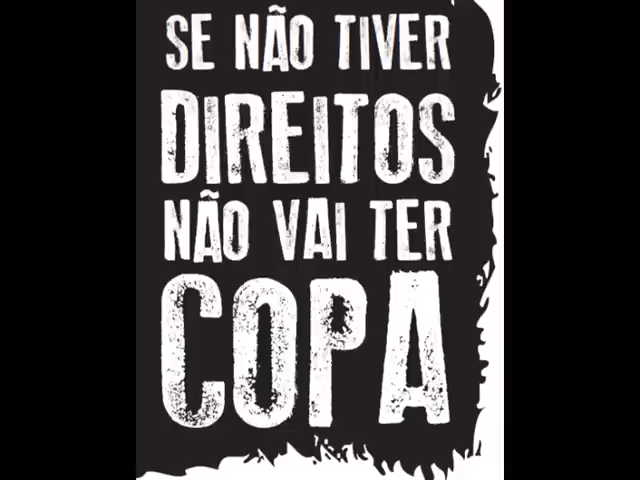 SE NÃO TIVER
DIREITOS
NÃO VAI TER
COPA